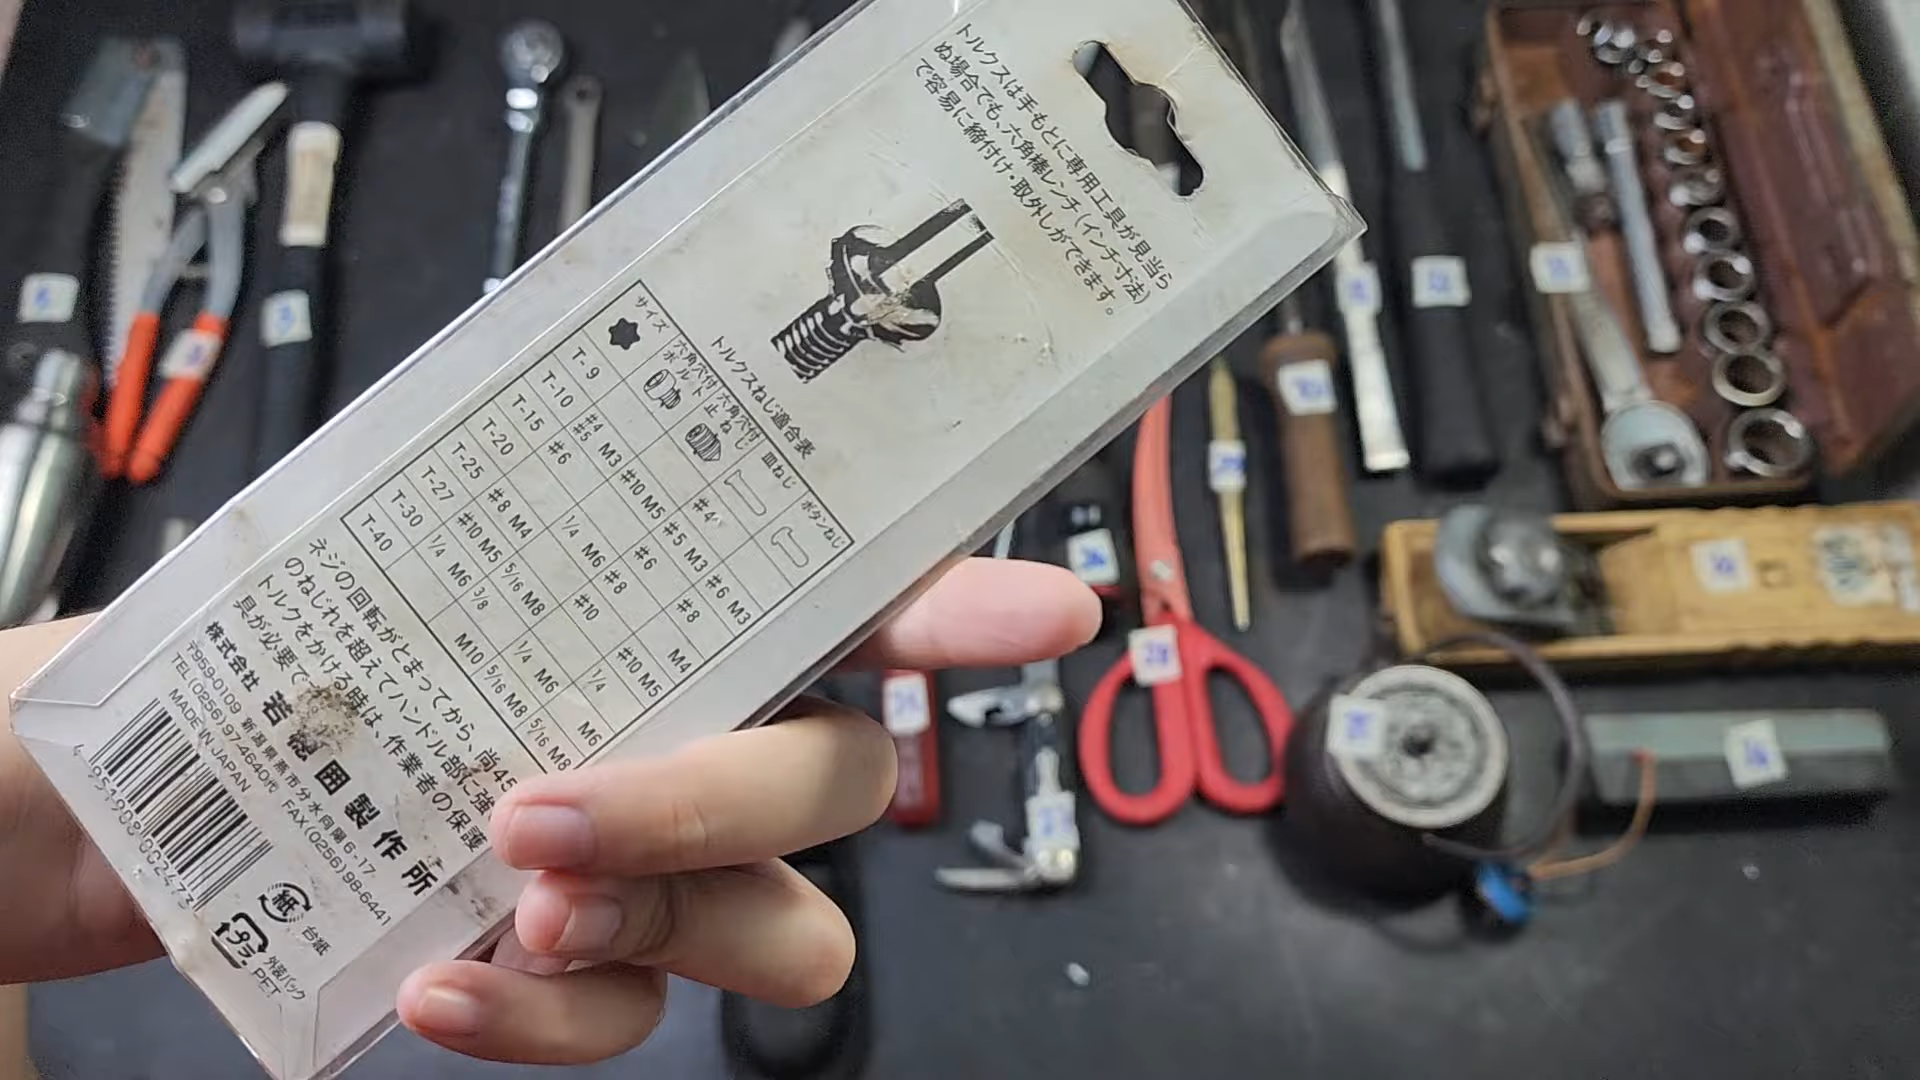 トルクスは手もとに専用工具が見当ら
ぬ場合でも、六角棒レンチ(インチ寸法)
で容易に締付け・取外しができます。
トルクスねじ適合表
サイズ 六角穴付ボルト 六角穴付止ねじ 皿ねじ ボタンねじ
T-9 #4
T-10 #4 #5 M3 #10 M5 #5 M3 #6 M3
T-15 #6 #6 #8
T-20 1/4 M6 #8 M4
T-25 #8 M4 #10 #10 M5
T-27 #10 M5 5/16 M8 1/4
T-30 1/4 M6 3/8 1/4 M6 M6
T-40 M10 5/16 M8 5/16 M8
ネジの回転がとまってから、尚45
のねじれを超えてハンドル部に強
トルクをかける時は、作業者の保護
具が必要で
株式会社 若穂囲製作所
〒959-0109 新潟県燕市分水向陽6-17
TEL(0256)97-4640代 FAX(0256)98-6441
MADE IN JAPAN
4 951908 002473
紙 台紙
プラ 外装パック
PET